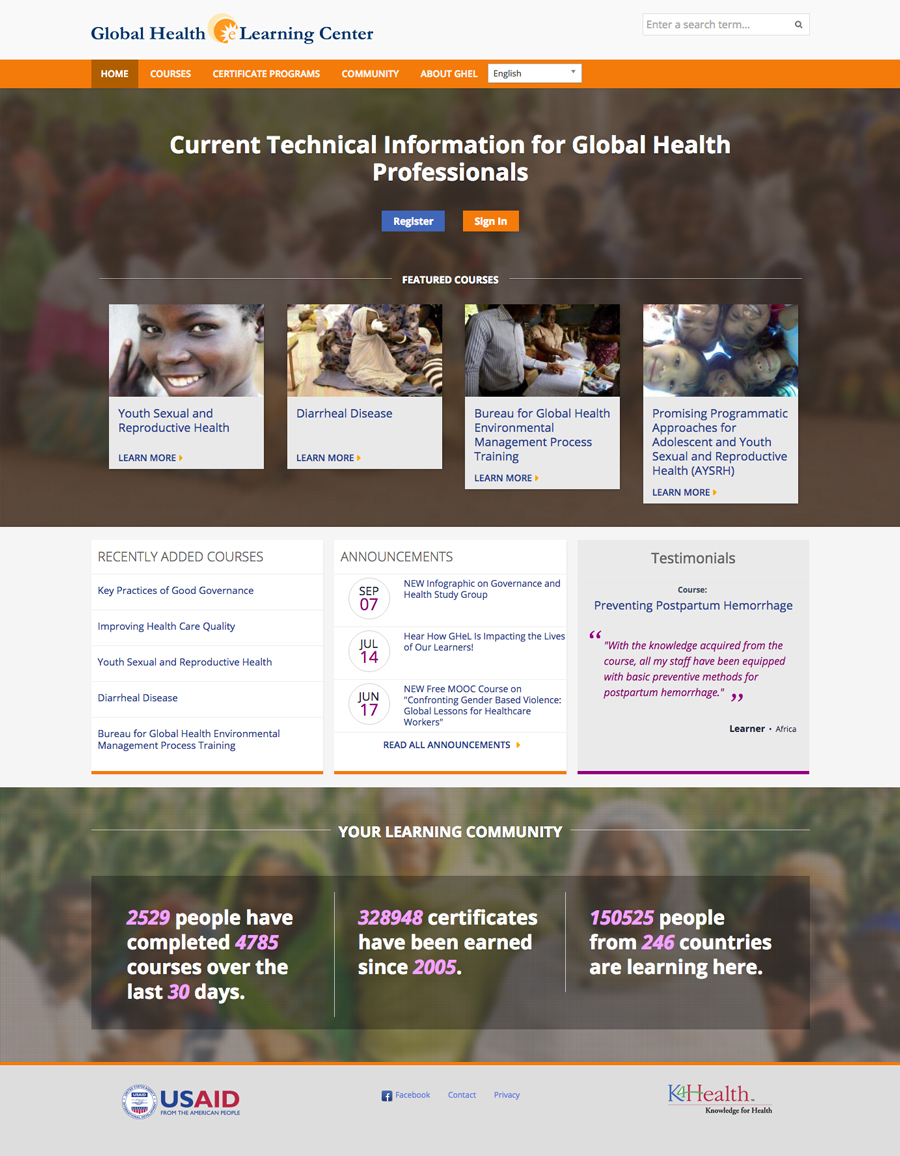 Global Health eLearning Center
Enter a search term...
HOME
COURSES
CERTIFICATE PROGRAMS
COMMUNITY
ABOUT GHEL
English
Current Technical Information for Global Health
Professionals
Register
Sign In
FEATURED COURSES
Youth Sexual and
Reproductive Health
LEARN MORE
Diarrheal Disease
LEARN MORE
Bureau for Global Health
Environmental
Management Process
Training
LEARN MORE
Promising Programmatic
Approaches for
Adolescent and Youth
Sexual and Reproductive
Health (AYSRH)
LEARN MORE
RECENTLY ADDED COURSES
Key Practices of Good Governance
Improving Health Care Quality
Youth Sexual and Reproductive Health
Diarrheal Disease
Bureau for Global Health Environmental
Management Process Training
ANNOUNCEMENTS
SEP
07
NEW Infographic on Governance and
Health Study Group
JUL
14
Hear How GHeL Is Impacting the Lives
of Our Learners!
JUN
17
NEW Free MOOC Course on
"Confronting Gender Based Violence:
Global Lessons for Healthcare
Workers"
READ ALL ANNOUNCEMENTS
Testimonials
Course:
Preventing Postpartum Hemorrhage
“
"With the knowledge acquired from the
course, all my staff have been equipped
with basic preventive methods for
postpartum hemorrhage."
”
Learner • Africa
YOUR LEARNING COMMUNITY
2529 people have
completed 4785
courses over the
last 30 days.
328948 certificates
have been earned
since 2005.
150525 people
from 246 countries
are learning here.
USAID
USAID
FROM THE AMERICAN PEOPLE
Facebook
Contact
Privacy
K4Health™
Knowledge for Health